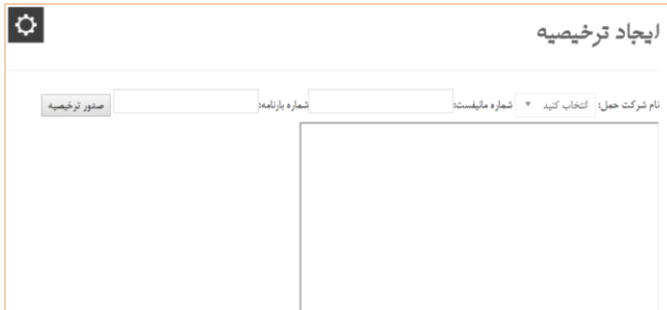 ایجاد ترخیصیه
نام شرکت حمل: انتخاب کنید شماره مانیفست: شماره بارنامه: صدور ترخیصیه